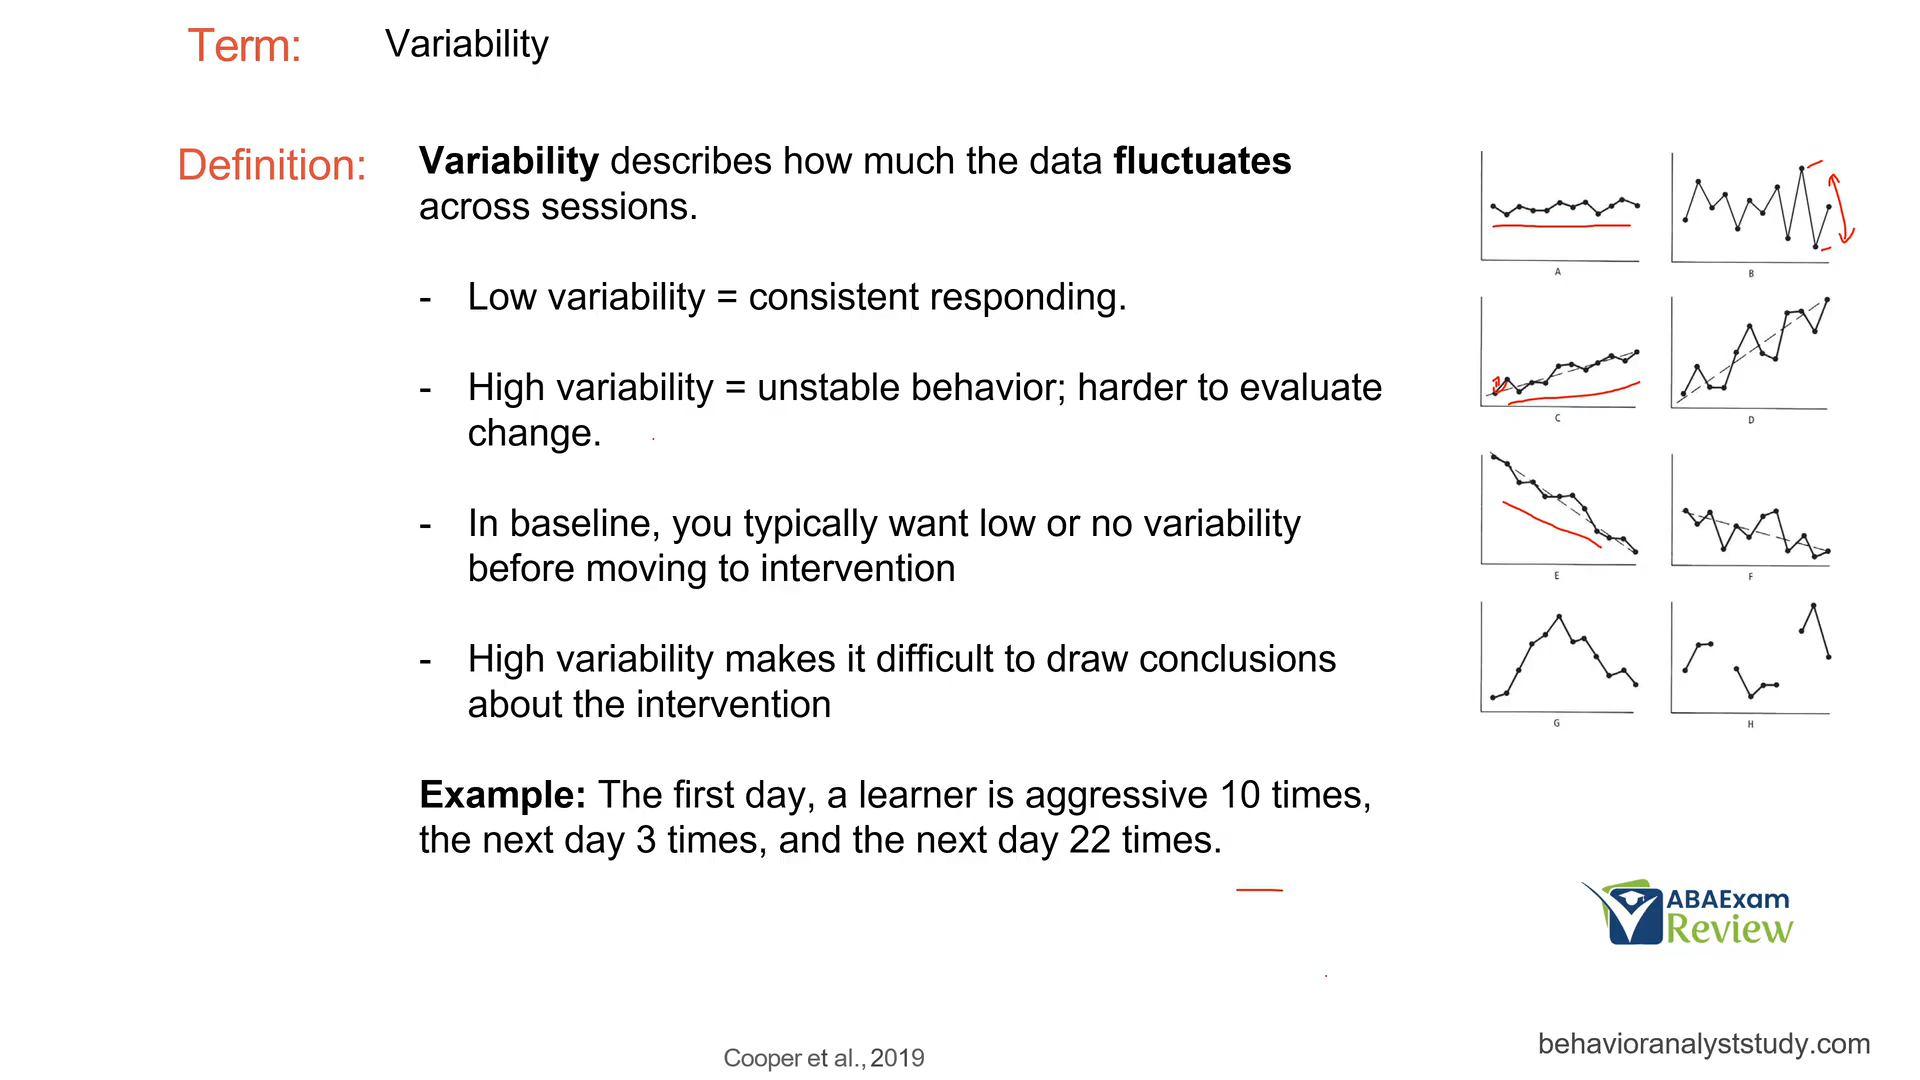 Term: Variability
Definition: Variability describes how much the data fluctuates
across sessions.
- Low variability = consistent responding.
- High variability = unstable behavior; harder to evaluate
change.
- In baseline, you typically want low or no variability
before moving to intervention
- High variability makes it difficult to draw conclusions
about the intervention
Example: The first day, a learner is aggressive 10 times,
the next day 3 times, and the next day 22 times.
A
B
C
D
E
F
G
H
ABAExam
Review
Cooper et al., 2019
behavioranalyststudy.com